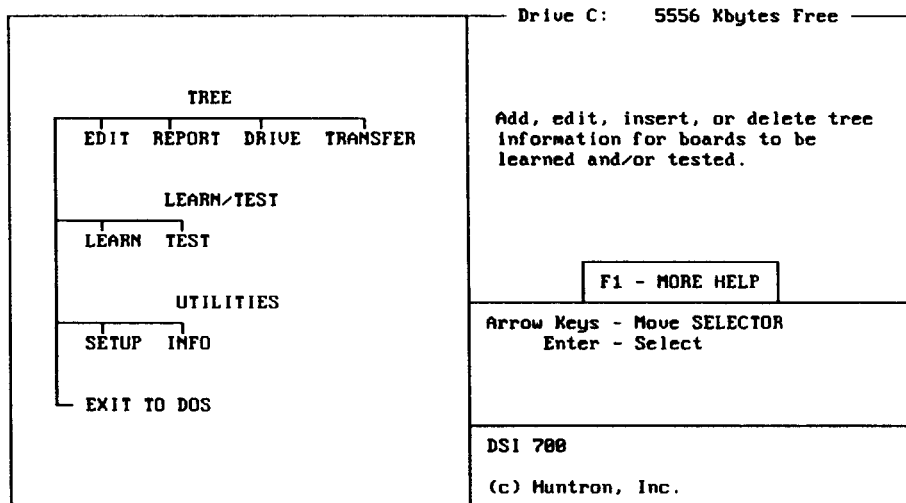 TREE
EDIT REPORT DRIVE TRANSFER
LEARN/TEST
LEARN TEST
UTILITIES
SETUP INFO
EXIT TO DOS
Drive C: 5556 Kbytes Free
Add, edit, insert, or delete tree
information for boards to be
learned and/or tested.
F1 - MORE HELP
Arrow Keys - Move SELECTOR
Enter - Select
DSI 700
(c) Huntron, Inc.